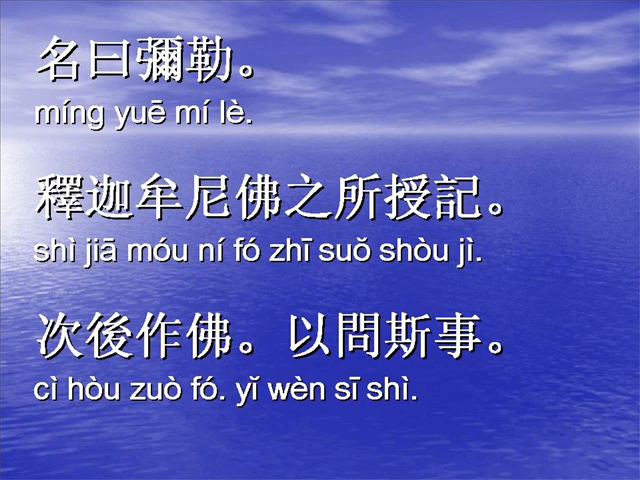 名曰彌勒。
míng yuē mí lè.
釋迦牟尼佛之所授記。
shì jiā móu ní fó zhī suǒ shòu jì.
次後作佛。以問斯事。
cì hòu zuò fó. yǐ wèn sī shì.